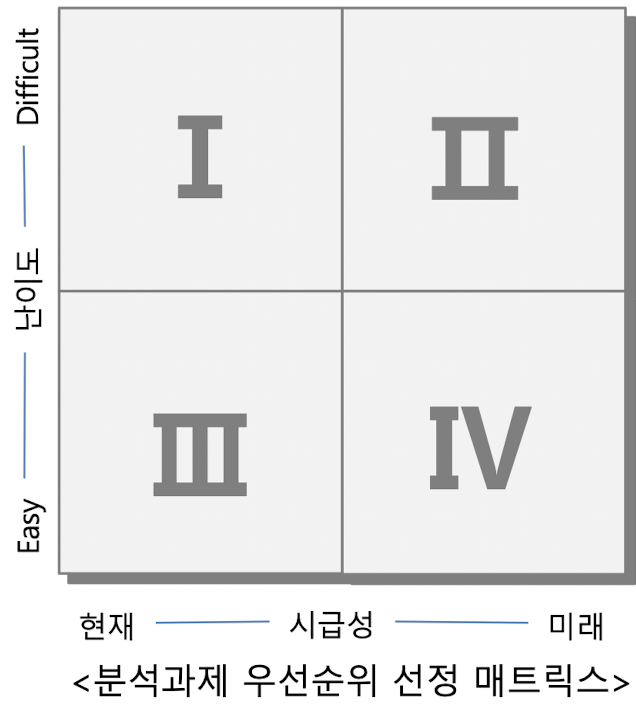 Difficult
난이도
Easy
I
II
III
IV
현재
시급성
미래
<분석과제 우선순위 선정 매트릭스>